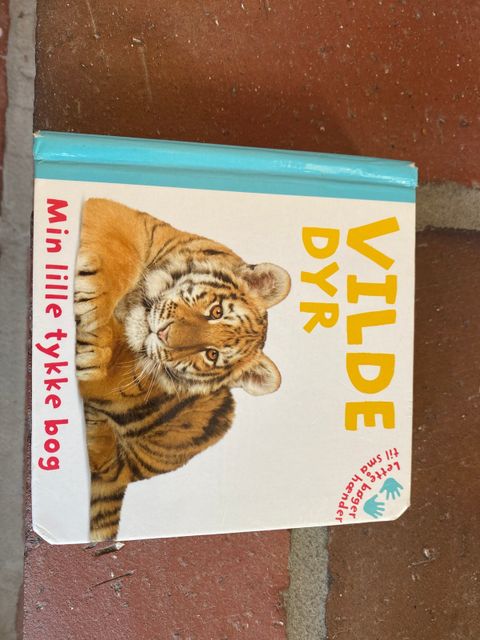 VILDE
DYR
Lette bøger
til små hænder
Min lille tykke bog